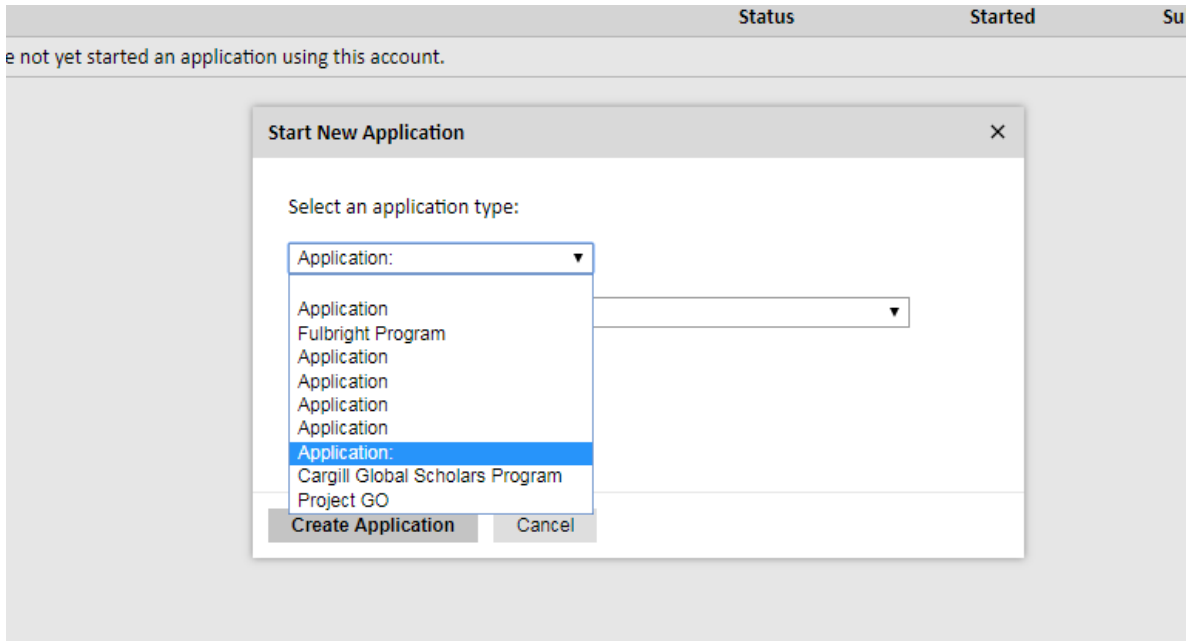 Status Started Su
e not yet started an application using this account.
Start New Application ×
Select an application type:
Application:
Application
Fulbright Program
Application
Application
Application
Application
Application:
Cargill Global Scholars Program
Project GO
Create Application Cancel